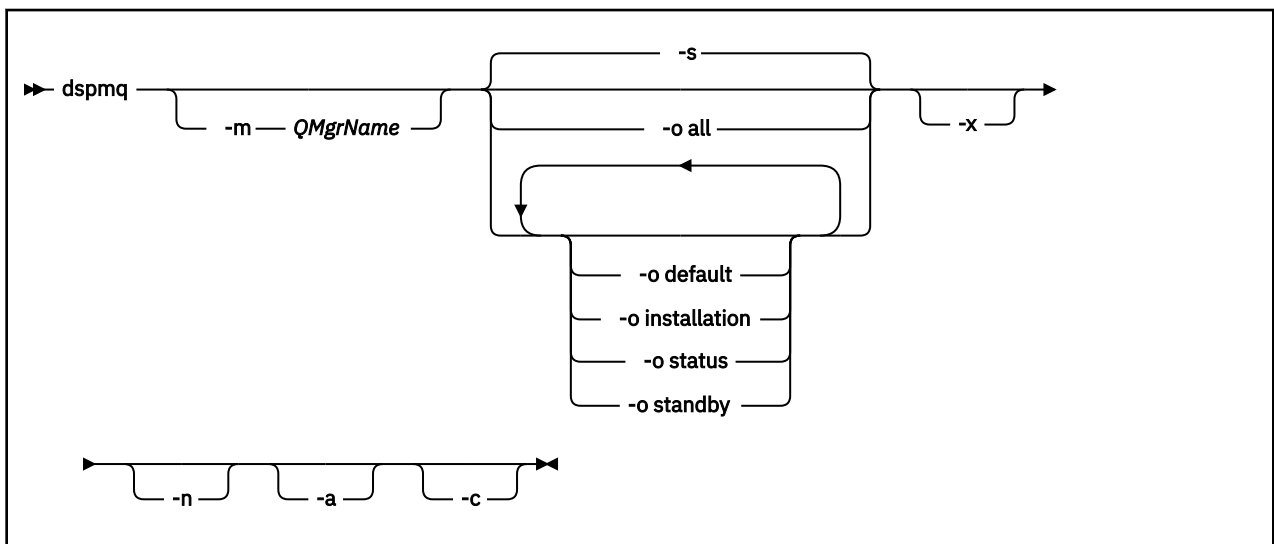 -s
dspmq
-m QMgrName
-o all
-x
-o default
-o installation
-o status
-o standby
-n -a -c